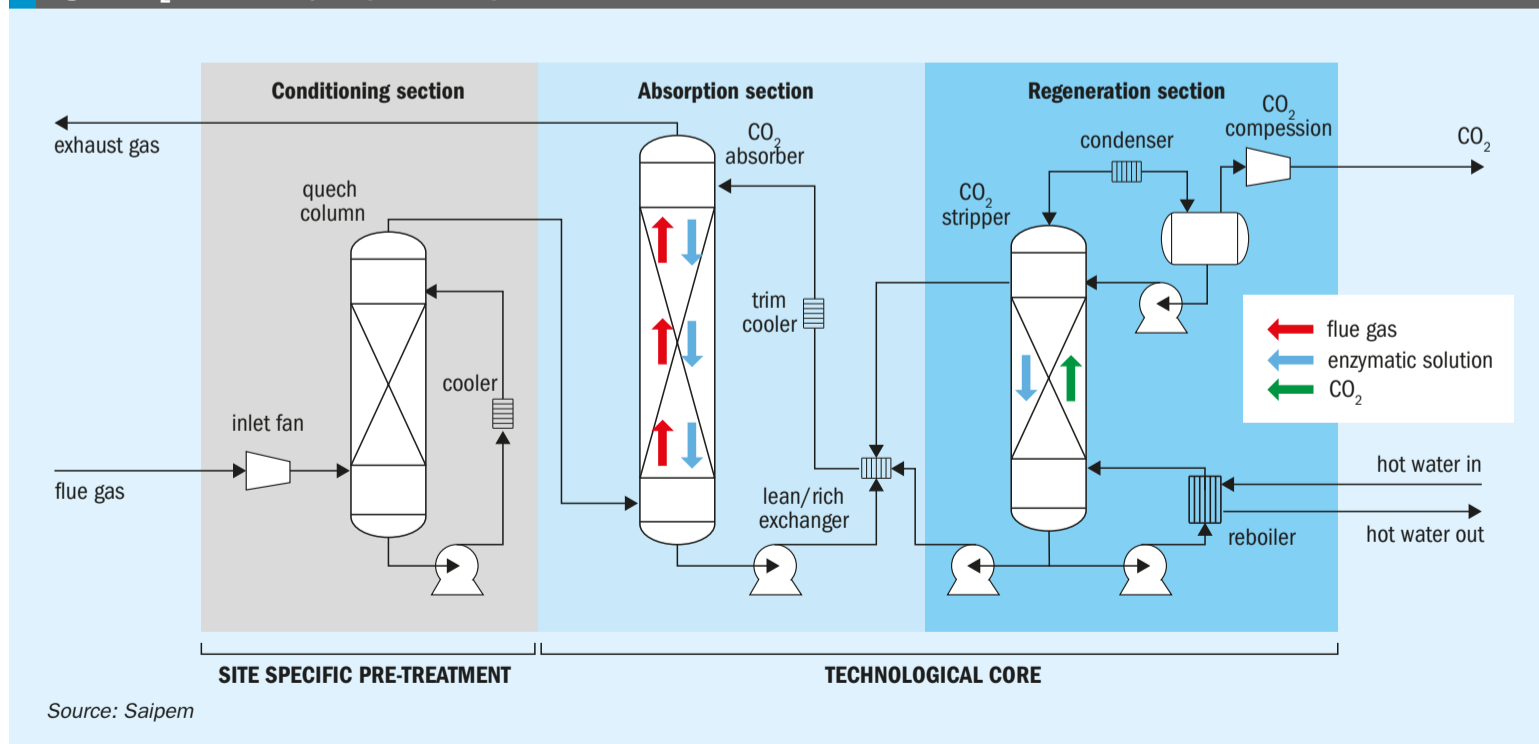 Conditioning section
Absorption section
Regeneration section
exhaust gas
quech
column
cooler
inlet fan
flue gas
CO2
absorber
trim
cooler
lean/rich
exchanger
CO2
stripper
condenser
CO2
compession
CO2
flue gas
enzymatic solution
CO2
hot water in
reboiler
hot water out
SITE SPECIFIC PRE-TREATMENT
TECHNOLOGICAL CORE
Source: Saipem